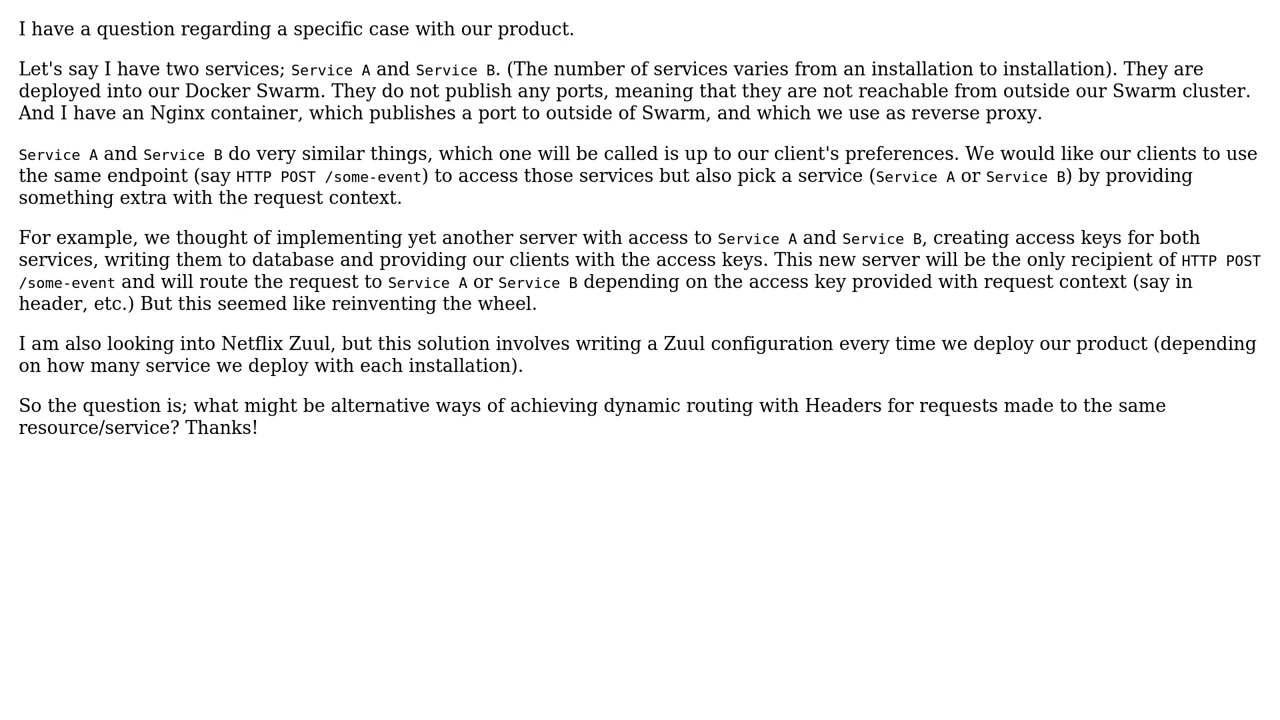 I have a question regarding a specific case with our product.
Let's say I have two services; Service A and Service B. (The number of services varies from an installation to installation). They are
deployed into our Docker Swarm. They do not publish any ports, meaning that they are not reachable from outside our Swarm cluster.
And I have an Nginx container, which publishes a port to outside of Swarm, and which we use as reverse proxy.
Service A and Service B do very similar things, which one will be called is up to our client's preferences. We would like our clients to use
the same endpoint (say HTTP POST /some-event) to access those services but also pick a service (Service A or Service B) by providing
something extra with the request context.
For example, we thought of implementing yet another server with access to Service A and Service B, creating access keys for both
services, writing them to database and providing our clients with the access keys. This new server will be the only recipient of HTTP POST
/some-event and will route the request to Service A or Service B depending on the access key provided with request context (say in
header, etc.) But this seemed like reinventing the wheel.
I am also looking into Netflix Zuul, but this solution involves writing a Zuul configuration every time we deploy our product (depending
on how many service we deploy with each installation).
So the question is; what might be alternative ways of achieving dynamic routing with Headers for requests made to the same
resource/service? Thanks!